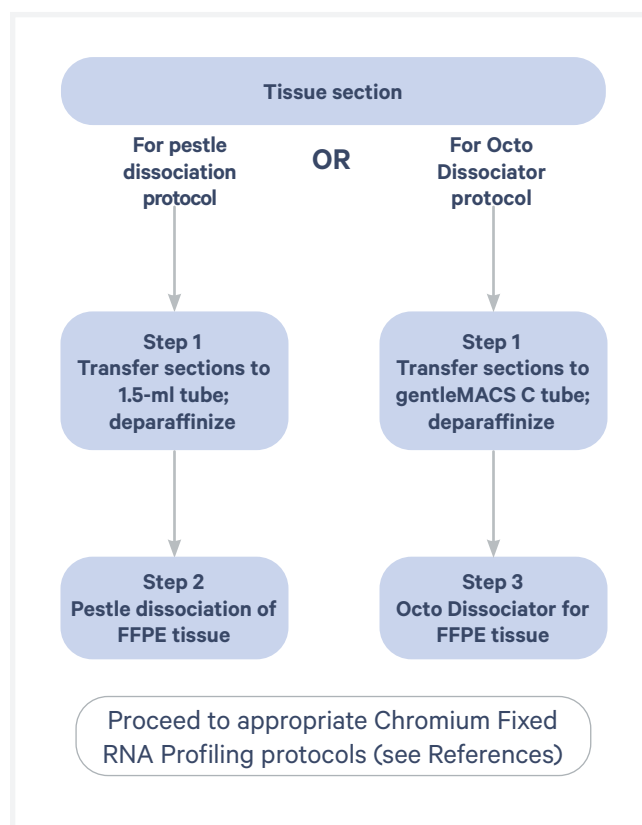 Tissue section
For pestle
dissociation
protocol
OR
For Octo
Dissociator
protocol
Step 1
Transfer sections to
1.5-ml tube;
deparaffinize
Step 1
Transfer sections to
gentleMACS C tube;
deparaffinize
Step 2
Pestle dissociation of
FFPE tissue
Step 3
Octo Dissociator for
FFPE tissue
Proceed to appropriate Chromium Fixed
RNA Profiling protocols (see References)